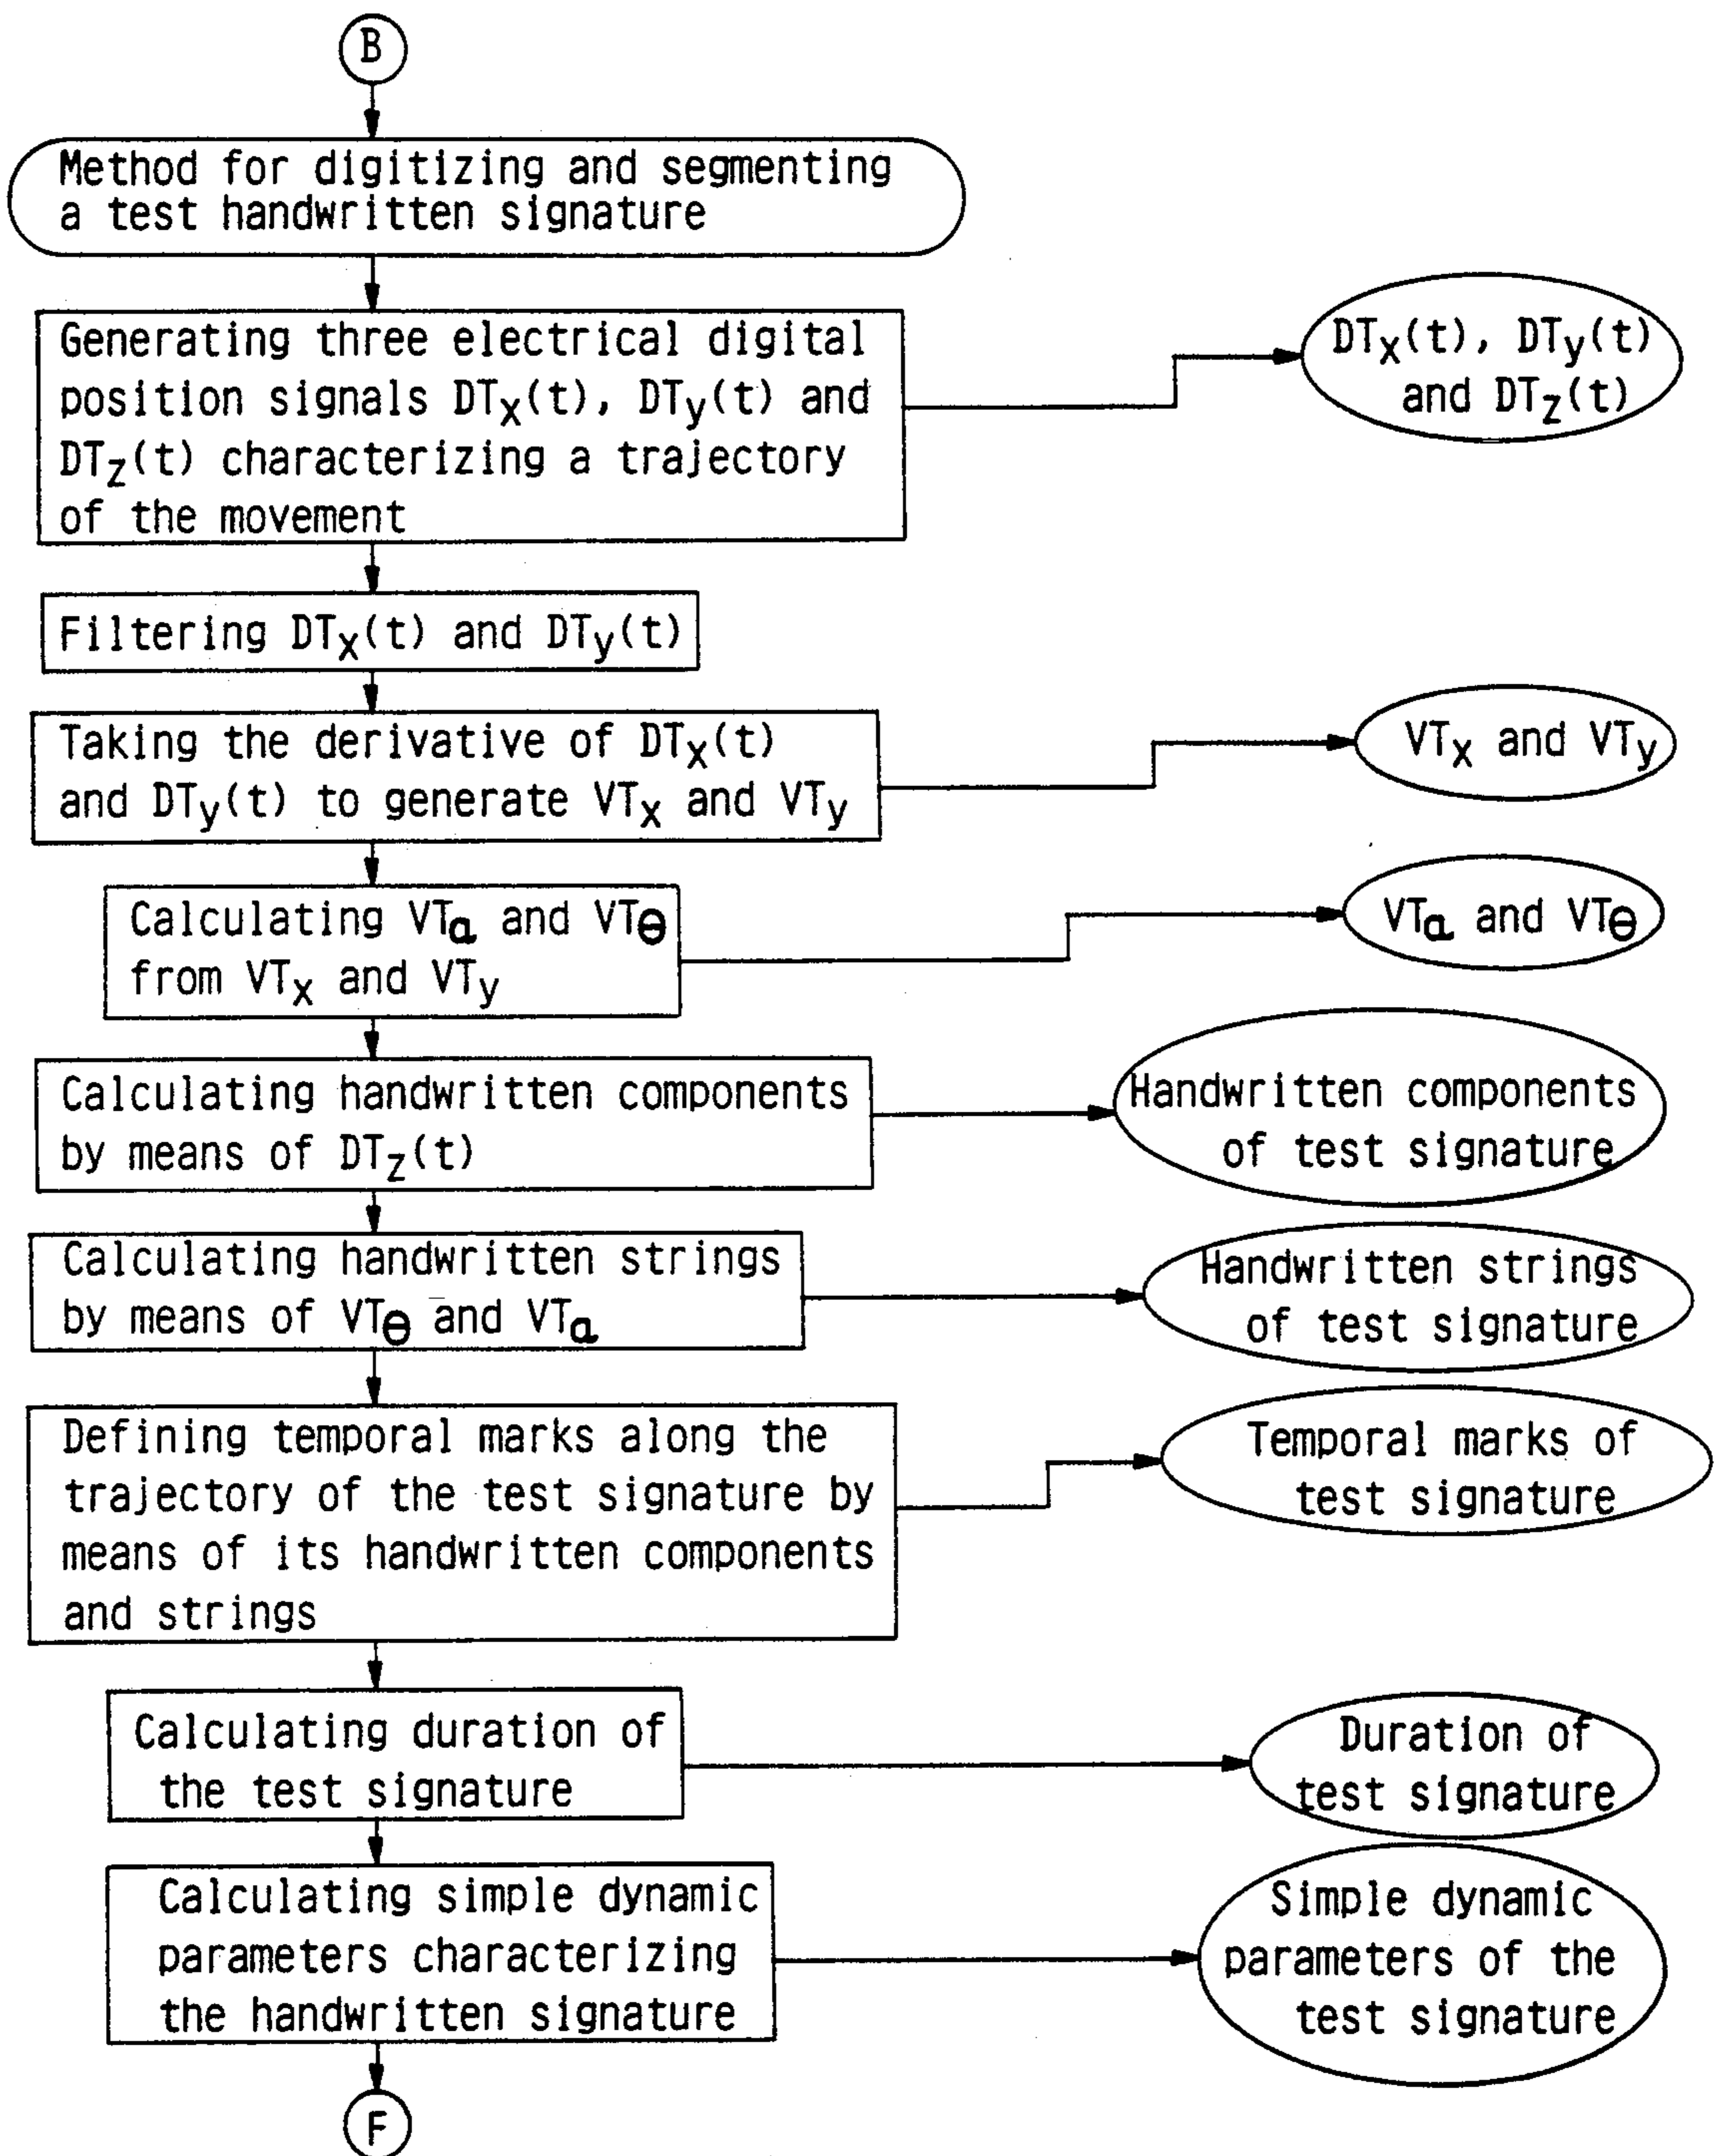 B
Method for digitizing and segmenting
a test handwritten signature
Generating three electrical digital
position signals DTx(t), DTy(t) and
DTz(t) characterizing a trajectory
of the movement
DTx(t), DTy(t)
and DTz(t)
Filtering DTx(t) and DTy(t)
Taking the derivative of DTx(t)
and DTy(t) to generate VTx and VTy
VTx and VTy
Calculating VTa and VTθ
from VTx and VTy
VTa and VTθ
Calculating handwritten components
by means of DTz(t)
Handwritten components
of test signature
Calculating handwritten strings
by means of VTθ and VTa
Handwritten strings
of test signature
Defining temporal marks along the
trajectory of the test signature by
means of its handwritten components
and strings
Temporal marks of
test signature
Calculating duration of
the test signature
Duration of
test signature
Calculating simple dynamic
parameters characterizing
the handwritten signature
Simple dynamic
parameters of the
test signature
F